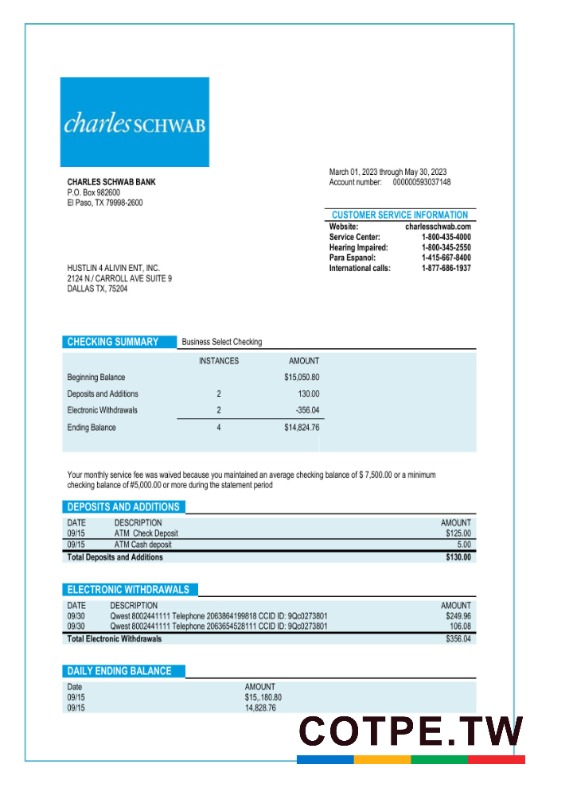 charles SCHWAB
March 01, 2023 through May 30, 2023
Account number: 000000593037148
CHARLES SCHWAB BANK
P.O. Box 982600
El Paso, TX 79998-2600
CUSTOMER SERVICE INFORMATION
Website: charlesschwab.com
Service Center: 1-800-435-4000
Hearing Impaired: 1-800-345-2550
Para Espanol: 1-415-667-8400
International calls: 1-877-686-1937
HUSTLIN 4 ALIVIN ENT, INC.
2124 N./ CARROLL AVE SUITE 9
DALLAS TX, 75204
CHECKING SUMMARY Business Select Checking
INSTANCES AMOUNT
Beginning Balance $15,050.80
Deposits and Additions 2 130.00
Electronic Withdrawals 2 -356.04
Ending Balance 4 $14,824.76
Your monthly service fee was waived because you maintained an average checking balance of $ 7,500.00 or a minimum
checking balance of #5,000.00 or more during the statement period
DEPOSITS AND ADDITIONS
DATE DESCRIPTION AMOUNT
09/15 ATM Check Deposit $125.00
09/15 ATM Cash deposit 5.00
Total Deposits and Additions $130.00
ELECTRONIC WITHDRAWALS
DATE DESCRIPTION AMOUNT
09/30 Qwest 8002441111 Telephone 2063864199818 CCID ID: 9Qc0273801 $249.96
09/30 Qwest 8002441111 Telephone 2063654528111 CCID ID: 9Qc0273801 106.08
Total Electronic Withdrawals $356.04
DAILY ENDING BALANCE
Date AMOUNT
09/15 $15,.180.80
09/15 14,828.76
COTPE.TW